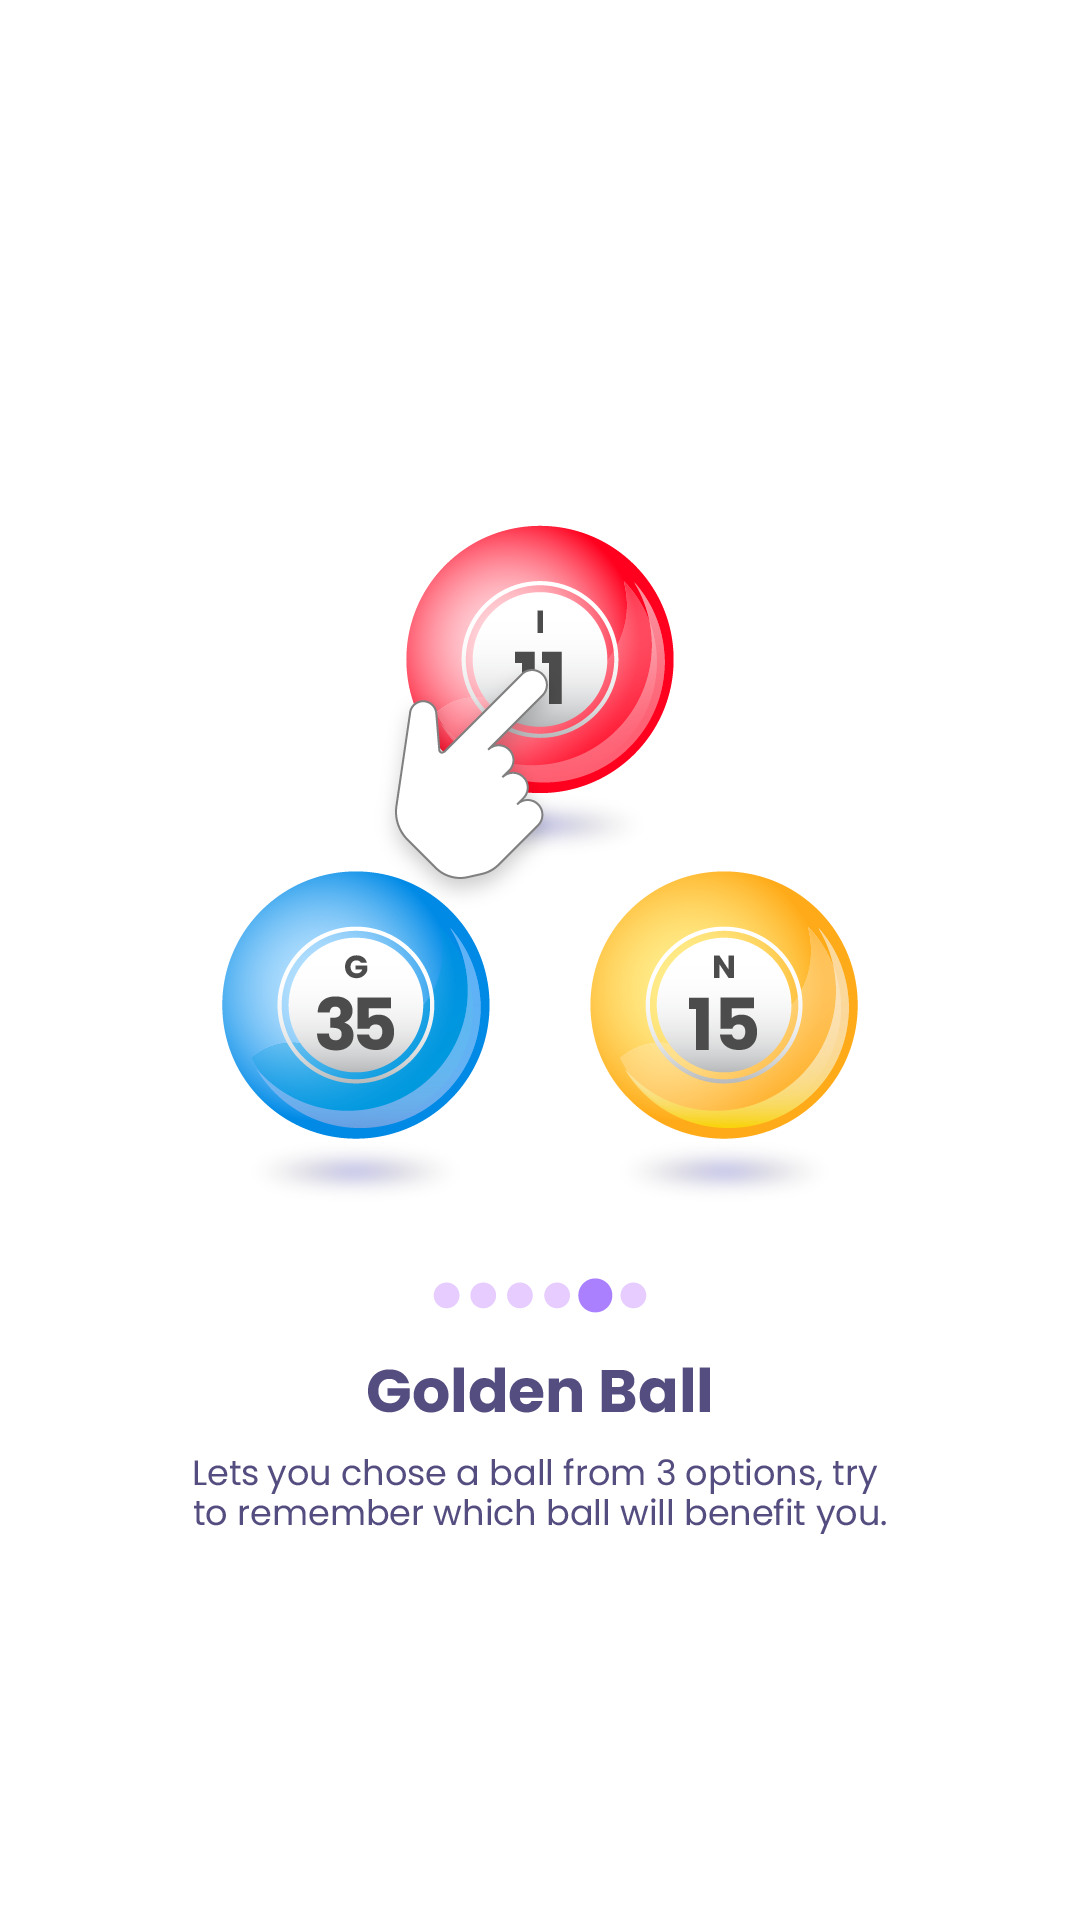 I
11
G
35
N
15
Golden Ball
Lets you chose a ball from 3 options, try
to remember which ball will benefit you.